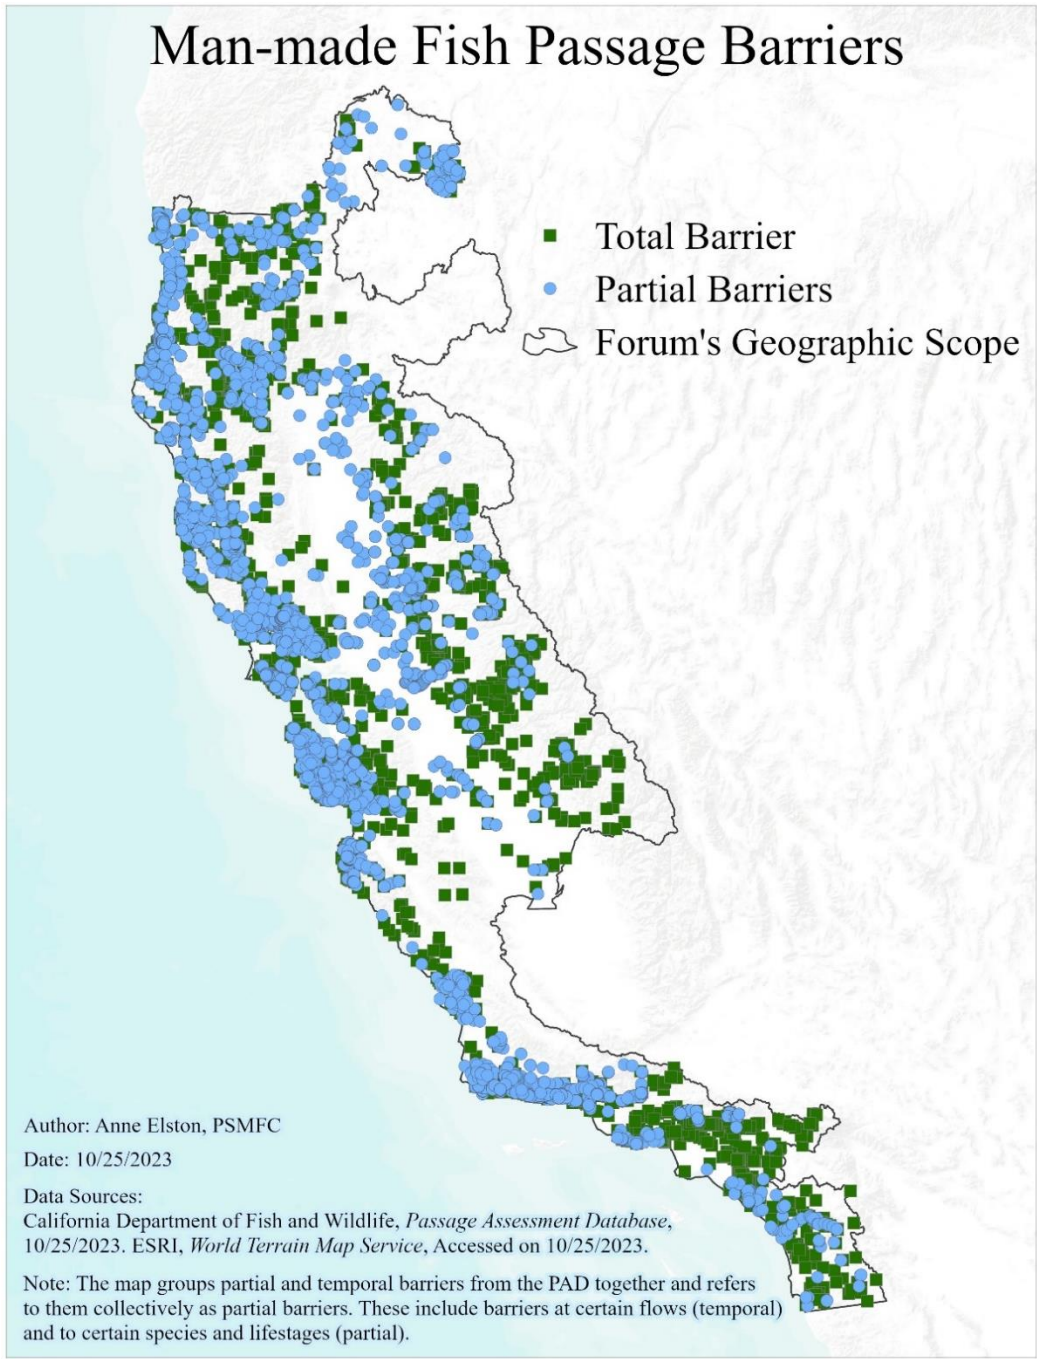 Man-made Fish Passage Barriers
Total Barrier
Partial Barriers
Forum's Geographic Scope
Author: Anne Elston, PSMFC
Date: 10/25/2023
Data Sources:
California Department of Fish and Wildlife, Passage Assessment Database,
10/25/2023. ESRI, World Terrain Map Service, Accessed on 10/25/2023.
Note: The map groups partial and temporal barriers from the PAD together and refers
to them collectively as partial barriers. These include barriers at certain flows (temporal)
and to certain species and lifestages (partial).